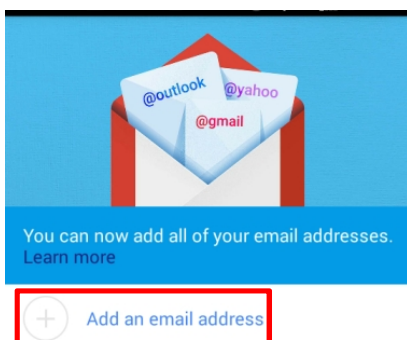 @outlook
@yahoo
@gmail
You can now add all of your email addresses.
Learn more
Add an email address